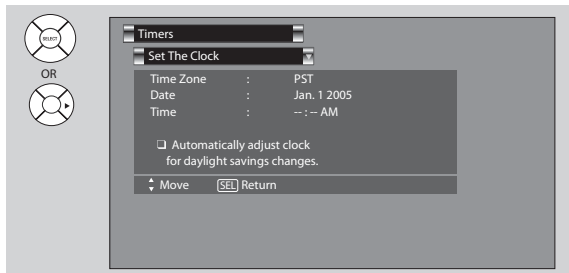 SELECT
OR
Timers
Set The Clock
Time Zone : PST
Date : Jan. 1 2005
Time : -- : -- AM
❏ Automatically adjust clock
for daylight savings changes.
Move SEL Return